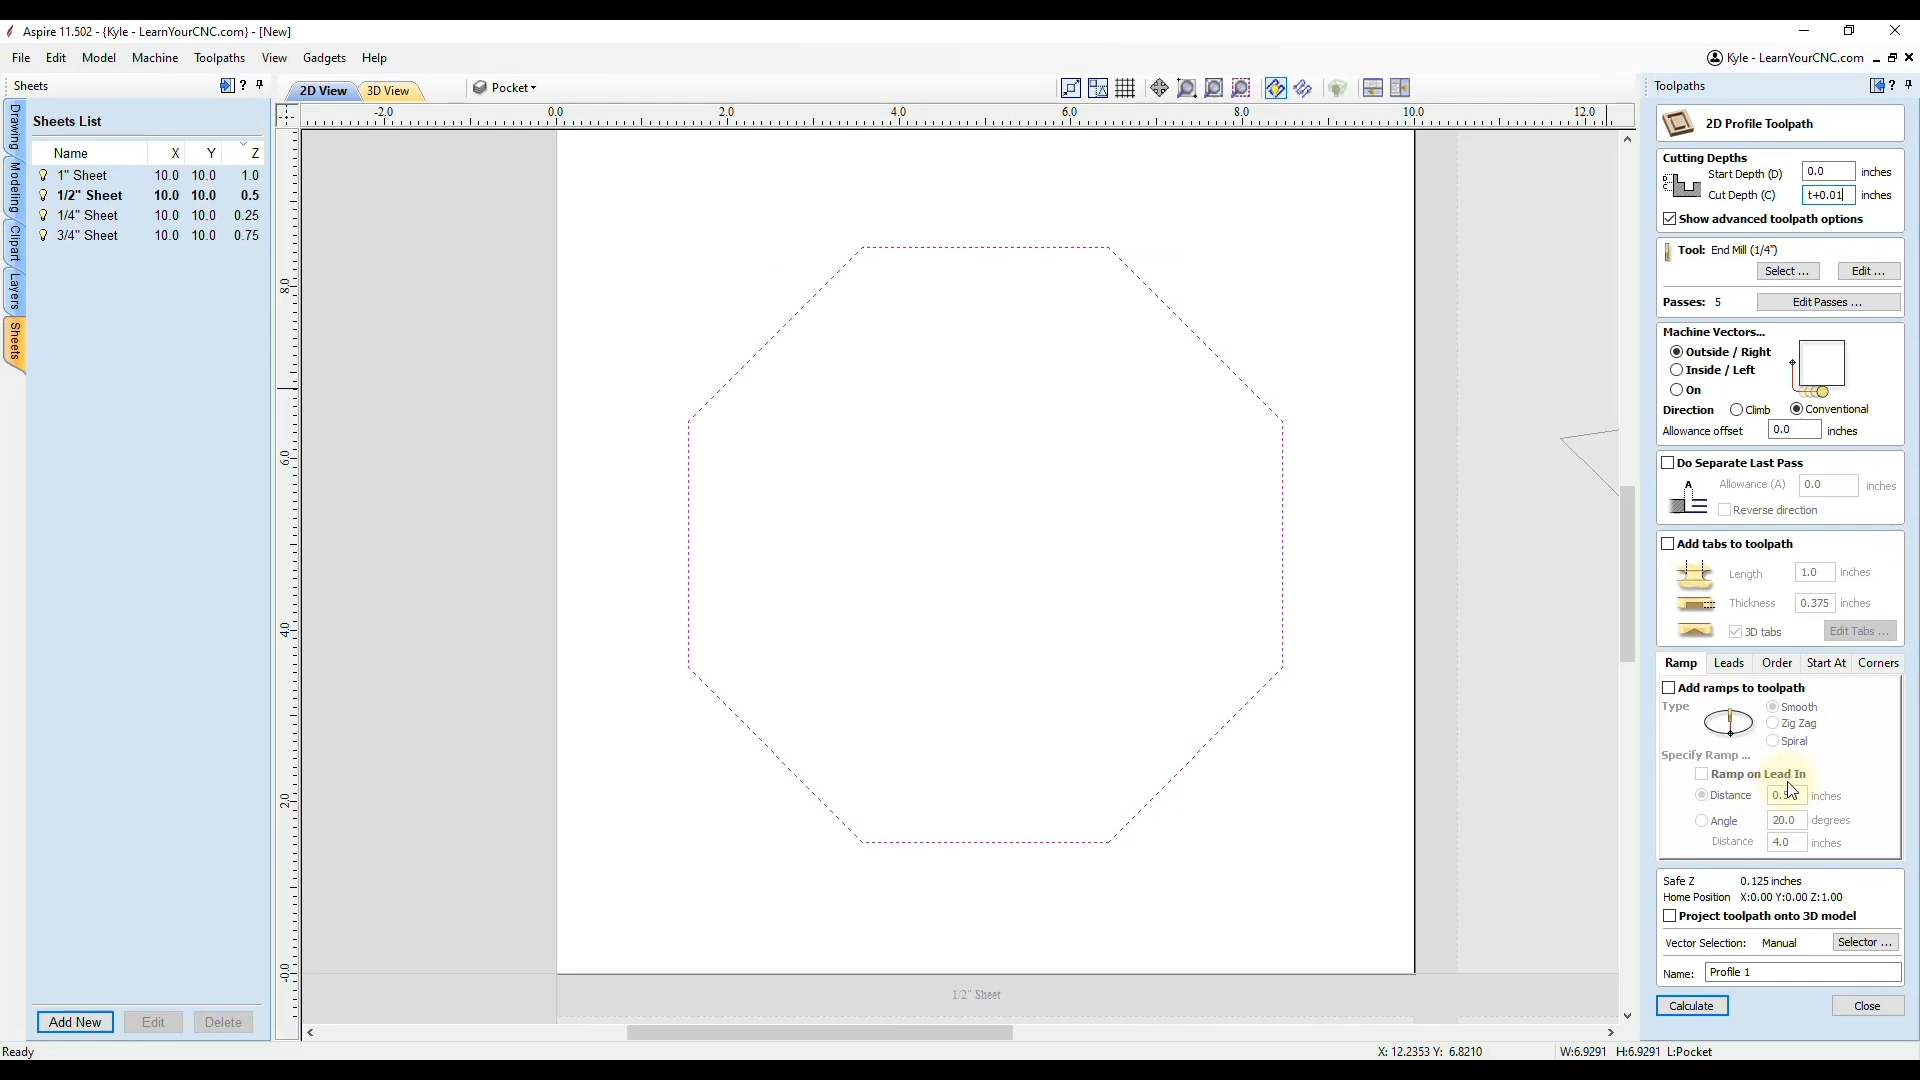 Aspire 11.502 - {Kyle - LearnYourCNC.com} - [New]
File Edit Model Machine Toolpaths View Gadgets Help
Kyle - LearnYourCNC.com
Sheets
2D View 3D View Pocket
Sheets List
Name X Y Z
1" Sheet 10.0 10.0 1.0
1/2" Sheet 10.0 10.0 0.5
1/4" Sheet 10.0 10.0 0.25
3/4" Sheet 10.0 10.0 0.75
Drawing
Modeling
Clipart
Layers
Sheets
Add New Edit Delete
Ready
-2.0 0.0 2.0 4.0 6.0 8.0 10.0 12.0
8.0
6.0
4.0
2.0
-0.0
1/2" Sheet
X: 12.2353 Y: 6.8210
W:6.9291 H:6.9291 L:Pocket
Toolpaths
2D Profile Toolpath
Cutting Depths
Start Depth (D) 0.0 inches
Cut Depth (C) t+0.01 inches
Show advanced toolpath options
Tool: End Mill (1/4")
Select ... Edit ...
Passes: 5 Edit Passes ...
Machine Vectors...
Outside / Right
Inside / Left
On
Direction Climb Conventional
Allowance offset 0.0 inches
Do Separate Last Pass
A Allowance (A) 0.0 inches
Reverse direction
Add tabs to toolpath
Length 1.0 inches
Thickness 0.375 inches
3D tabs Edit Tabs ...
Ramp Leads Order Start At Corners
Add ramps to toolpath
Type Smooth
Zig Zag
Spiral
Specify Ramp ...
Ramp on Lead In
Distance inches
Angle 20.0 degrees
Distance 4.0 inches
Safe Z 0.125 inches
Home Position X:0.00 Y:0.00 Z:1.00
Project toolpath onto 3D model
Vector Selection: Manual Selector ...
Name: Profile 1
Calculate Close